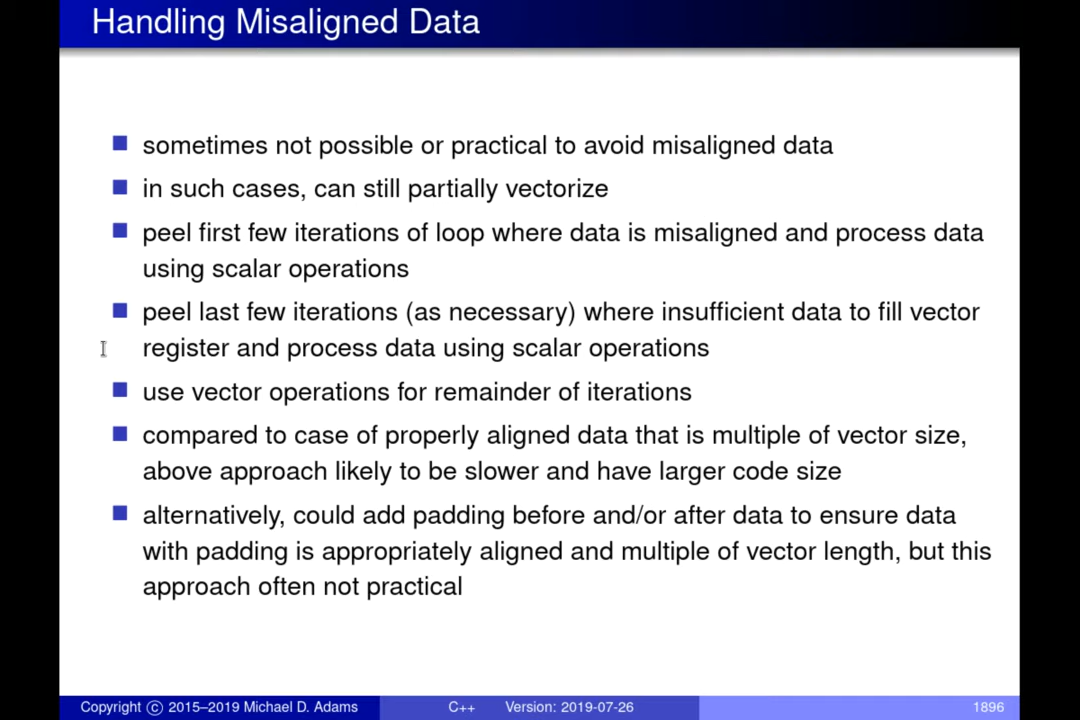 Handling Misaligned Data
sometimes not possible or practical to avoid misaligned data
in such cases, can still partially vectorize
peel first few iterations of loop where data is misaligned and process data
using scalar operations
peel last few iterations (as necessary) where insufficient data to fill vector
register and process data using scalar operations
use vector operations for remainder of iterations
compared to case of properly aligned data that is multiple of vector size,
above approach likely to be slower and have larger code size
alternatively, could add padding before and/or after data to ensure data
with padding is appropriately aligned and multiple of vector length, but this
approach often not practical
Copyright © 2015–2019 Michael D. Adams C++ Version: 2019-07-26 1896